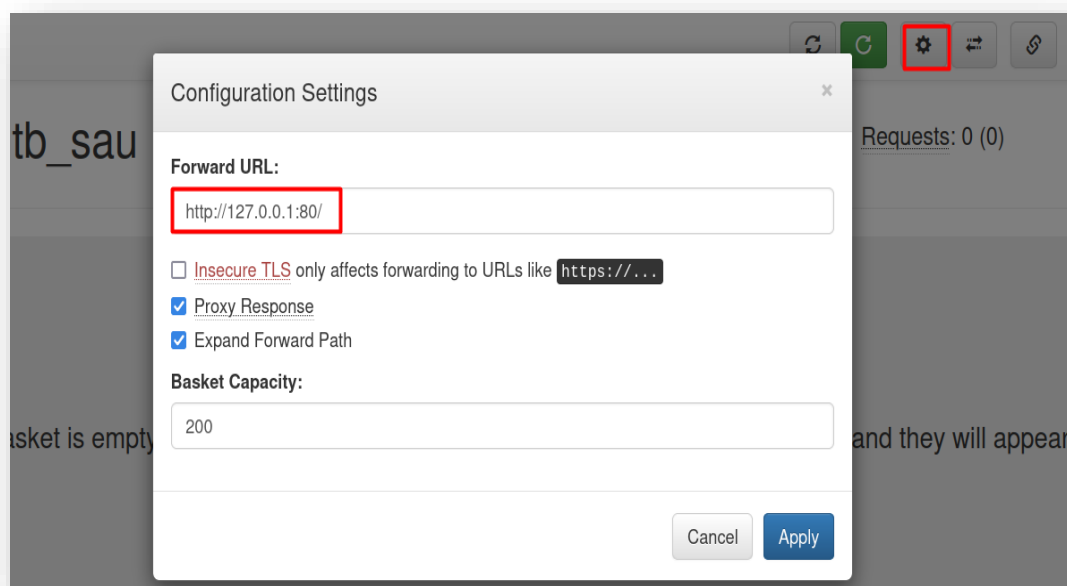 Configuration Settings ×
tb_sau
Requests: 0 (0)
Forward URL:
http://127.0.0.1:80/
Insecure TLS only affects forwarding to URLs like https://...
Proxy Response
Expand Forward Path
Basket Capacity:
200
is empty
and they will appear
Cancel Apply